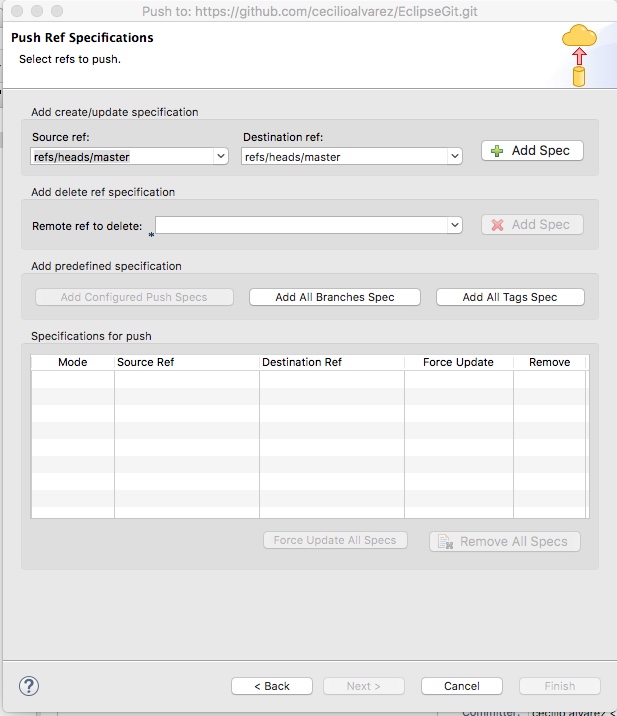 Push to: https://github.com/cecilioalvarez/EclipseGit.git
Push Ref Specifications
Select refs to push.
Add create/update specification
Source ref:
Destination ref:
refs/heads/master
refs/heads/master
Add Spec
Add delete ref specification
Remote ref to delete:
*
Add Spec
Add predefined specification
Add Configured Push Specs
Add All Branches Spec
Add All Tags Spec
Specifications for push
Mode Source Ref Destination Ref Force Update Remove
Force Update All Specs
Remove All Specs
?
< Back
Next >
Cancel
Finish
Committer: cecilio alvarez <